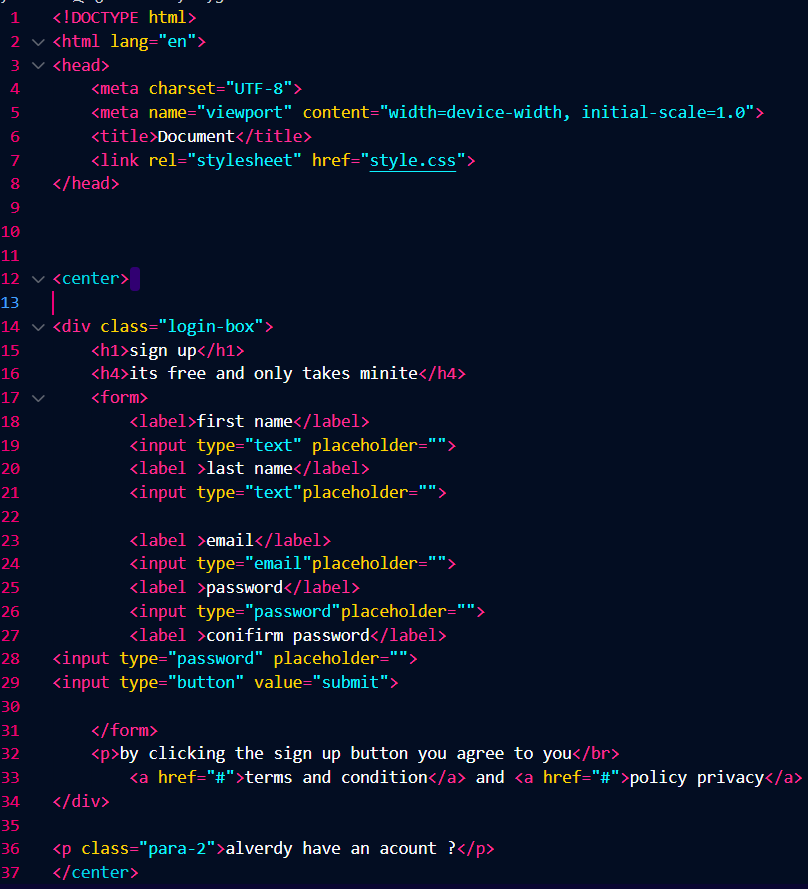 1 <!DOCTYPE html>
2 <html lang="en">
3 <head>
4     <meta charset="UTF-8">
5     <meta name="viewport" content="width=device-width, initial-scale=1.0">
6     <title>Document</title>
7     <link rel="stylesheet" href="style.css">
8 </head>
9
10
11
12 <center>
13
14 <div class="login-box">
15     <h1>sign up</h1>
16     <h4>its free and only takes minite</h4>
17     <form>
18         <label>first name</label>
19         <input type="text" placeholder="">
20         <label >last name</label>
21         <input type="text"placeholder="">
22
23         <label >email</label>
24         <input type="email"placeholder="">
25         <label >password</label>
26         <input type="password"placeholder="">
27         <label >conifirm password</label>
28 <input type="password" placeholder="">
29 <input type="button" value="submit">
30
31     </form>
32     <p>by clicking the sign up button you agree to you</br>
33         <a href="#">terms and condition</a> and <a href="#">policy privacy</a>
34 </div>
35
36 <p class="para-2">alverdy have an acount ?</p>
37 </center>